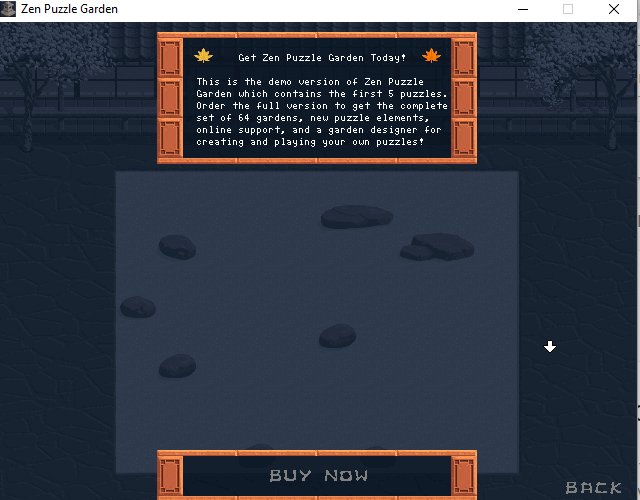 Zen Puzzle Garden
Get Zen Puzzle Garden Today!
This is the demo version of Zen Puzzle
Garden which contains the first 5 puzzles.
Order the full version to get the complete
set of 64 gardens, new puzzle elements,
online support, and a garden designer for
creating and playing your own puzzles!
BUY NOW
BACK